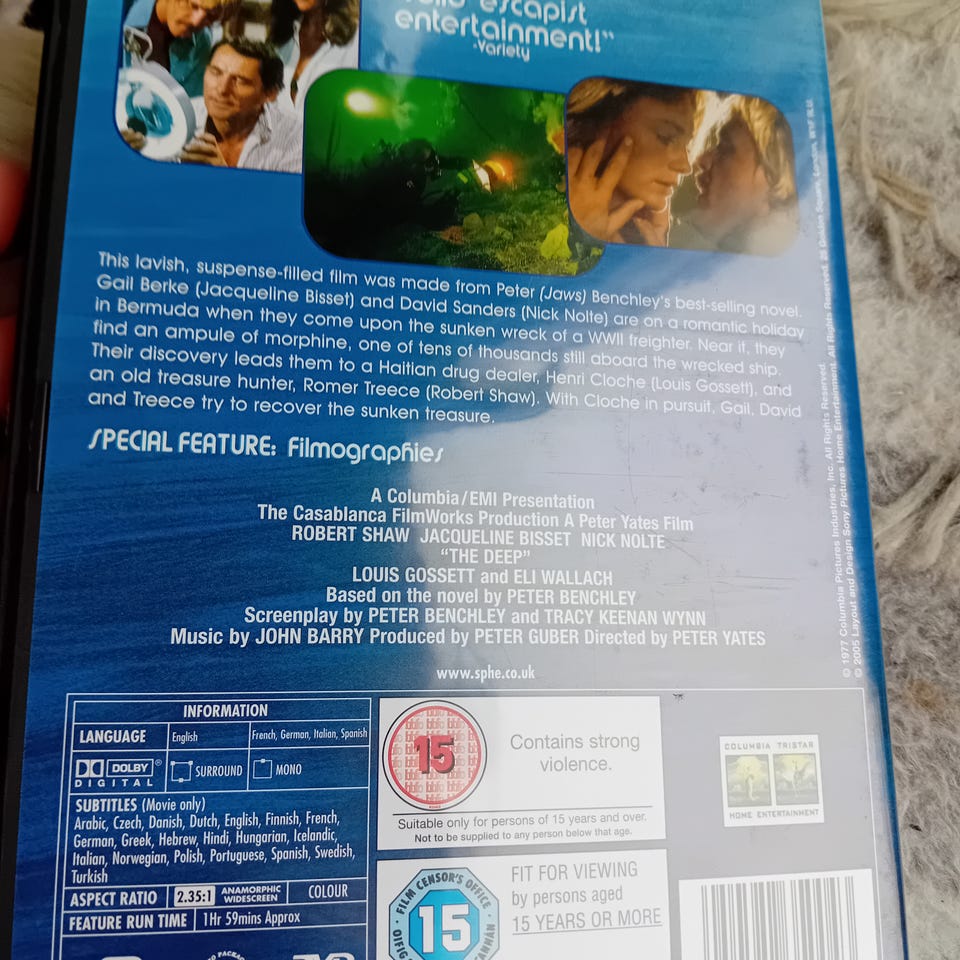 escapist
entertainment!"
-Variety
This lavish, suspense-filled film was made from Peter (Jaws) Benchley's best-selling novel.
Gail Berke (Jacqueline Bisset) and David Sanders (Nick Nolte) are on a romantic holiday
in Bermuda when they come upon the sunken wreck of a WWII freighter. Near it, they
find an ampule of morphine, one of tens of thousands still aboard the wrecked ship.
Their discovery leads them to a Haitian drug dealer, Henri Cloche (Louis Gossett), and
an old treasure hunter, Romer Treece (Robert Shaw). With Cloche in pursuit, Gail, David
and Treece try to recover the sunken treasure.
SPECIAL FEATURE: Filmographies
A Columbia/EMI Presentation
The Casablanca FilmWorks Production A Peter Yates Film
ROBERT SHAW JACQUELINE BISSET NICK NOLTE
"THE DEEP"
LOUIS GOSSETT and ELI WALLACH
Based on the novel by PETER BENCHLEY
Screenplay by PETER BENCHLEY and TRACY KEENAN WYNN
Music by JOHN BARRY Produced by PETER GUBER Directed by PETER YATES
www.sphe.co.uk
© 1977 Columbia Pictures Industries, Inc. All Rights Reserved.
© 2005 Layout and Design Sony Pictures Home Entertainment. All Rights Reserved. 25 Golden Square, London, W1F 9LU.
INFORMATION
LANGUAGE English French, German, Italian, Spanish
DOLBY DIGITAL SURROUND MONO
SUBTITLES (Movie only)
Arabic, Czech, Danish, Dutch, English, Finnish, French,
German, Greek, Hebrew, Hindi, Hungarian, Icelandic,
Italian, Norwegian, Polish, Portuguese, Spanish, Swedish,
Turkish
ASPECT RATIO 2.35:1 ANAMORPHIC WIDESCREEN COLOUR
FEATURE RUN TIME 1Hr 59mins Approx
15
Contains strong
violence.
Suitable only for persons of 15 years and over.
Not to be supplied to any person below that age.
COLUMBIA TRISTAR
HOME ENTERTAINMENT
FILM CENSOR'S OFFICE
15
FIT FOR VIEWING
by persons aged
15 YEARS OR MORE